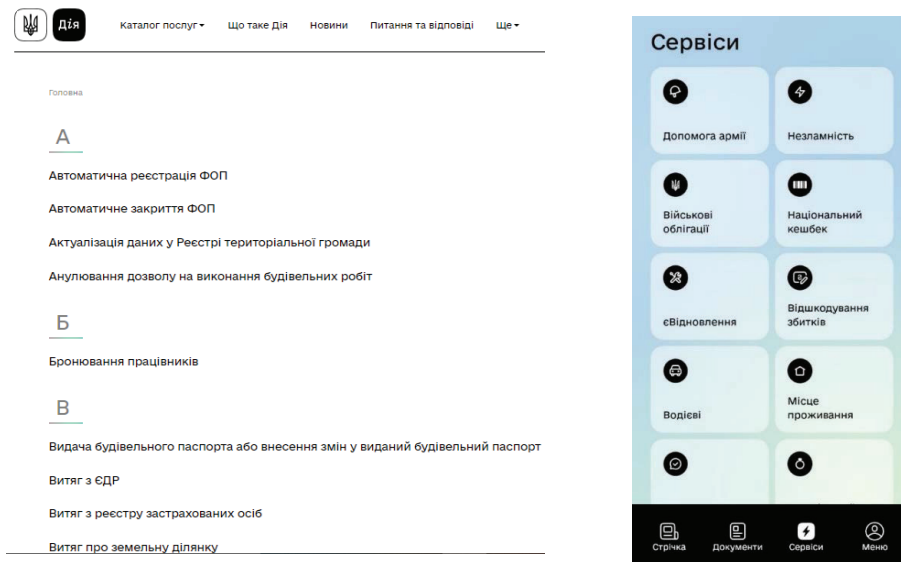 Дія
Каталог послуг
Що таке Дія
Новини
Питання та відповіді
Ще
Головна
А
Автоматична реєстрація ФОП
Автоматичне закриття ФОП
Актуалізація даних у Реєстрі територіальної громади
Анулювання дозволу на виконання будівельних робіт
Б
Бронювання працівників
В
Видача будівельного паспорта або внесення змін у виданий будівельний паспорт
Витяг з ЄДР
Витяг з реєстру застрахованих осіб
Витяг про земельну ділянку
Сервіси
Допомога армії
Незламність
Військові
облігації
Національний
кешбек
єВідновлення
Відшкодування
збитків
Водієві
Місце
проживання
Стрічка
Документи
Сервіси
Меню